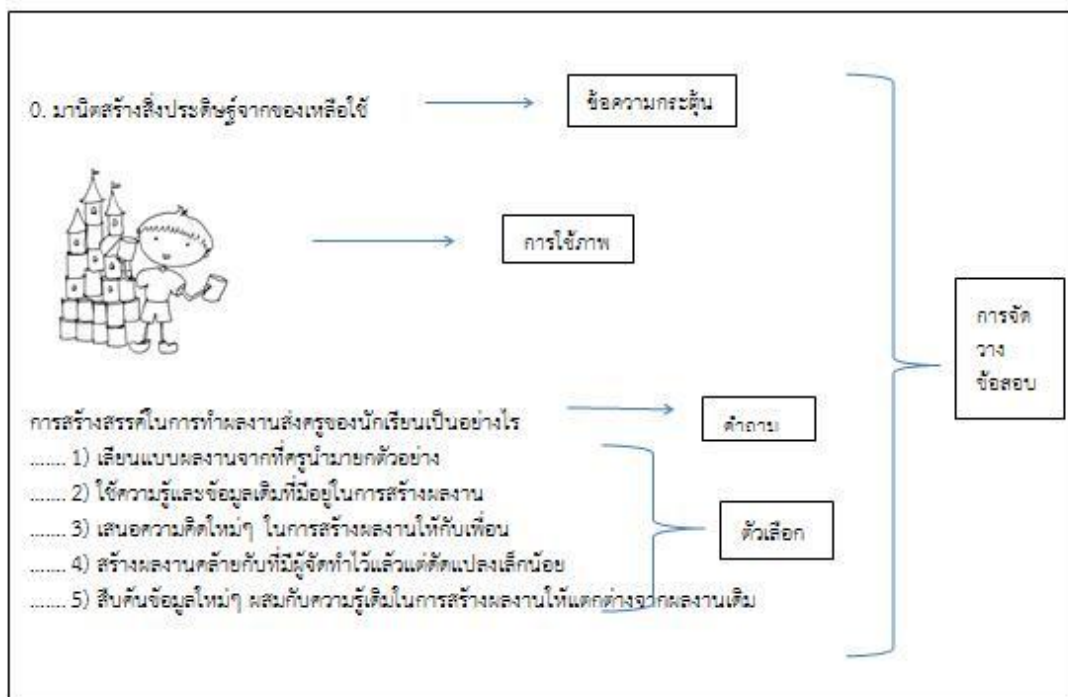 0. มานิตสร้างสิ่งประดิษฐ์จากของเหลือใช้
ข้อความกระตุ้น
การใช้ภาพ
การจัด
วาง
ข้อสอบ
การสร้างสรรค์ในการทำผลงานส่งครูของนักเรียนเป็นอย่างไร
คำถาม
....... 1) เลียนแบบผลงานจากที่ครูนำมายกตัวอย่าง
....... 2) ใช้ความรู้และข้อมูลเดิมที่มีอยู่ในการสร้างผลงาน
....... 3) เสนอความคิดใหม่ๆ ในการสร้างผลงานให้กับเพื่อน
ตัวเลือก
....... 4) สร้างผลงานคล้ายกับที่มีผู้จัดทำไว้แล้วแต่ดัดแปลงเล็กน้อย
....... 5) สืบค้นข้อมูลใหม่ๆ ผสมกับความรู้เดิมในการสร้างผลงานให้แตกต่างจากผลงานเดิม